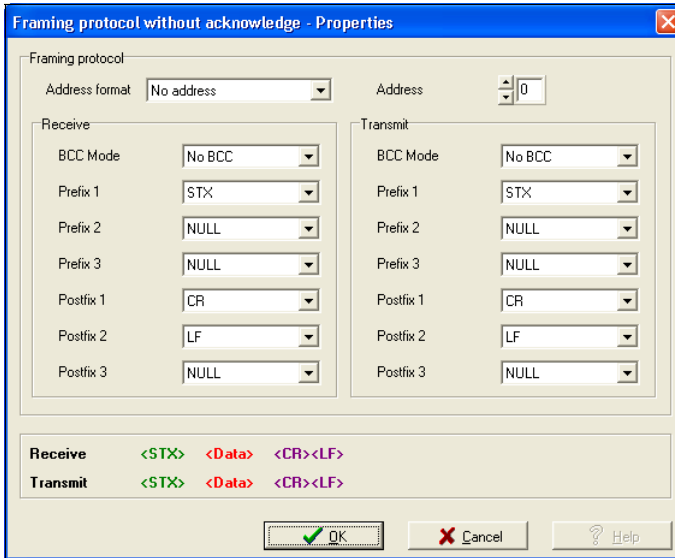 Framing protocol without acknowledge - Properties
Framing protocol
Address format No address Address 0
Receive Transmit
BCC Mode No BCC BCC Mode No BCC
Prefix 1 STX Prefix 1 STX
Prefix 2 NULL Prefix 2 NULL
Prefix 3 NULL Prefix 3 NULL
Postfix 1 CR Postfix 1 CR
Postfix 2 LF Postfix 2 LF
Postfix 3 NULL Postfix 3 NULL
Receive <STX> <Data> <CR><LF>
Transmit <STX> <Data> <CR><LF>
OK Cancel Help